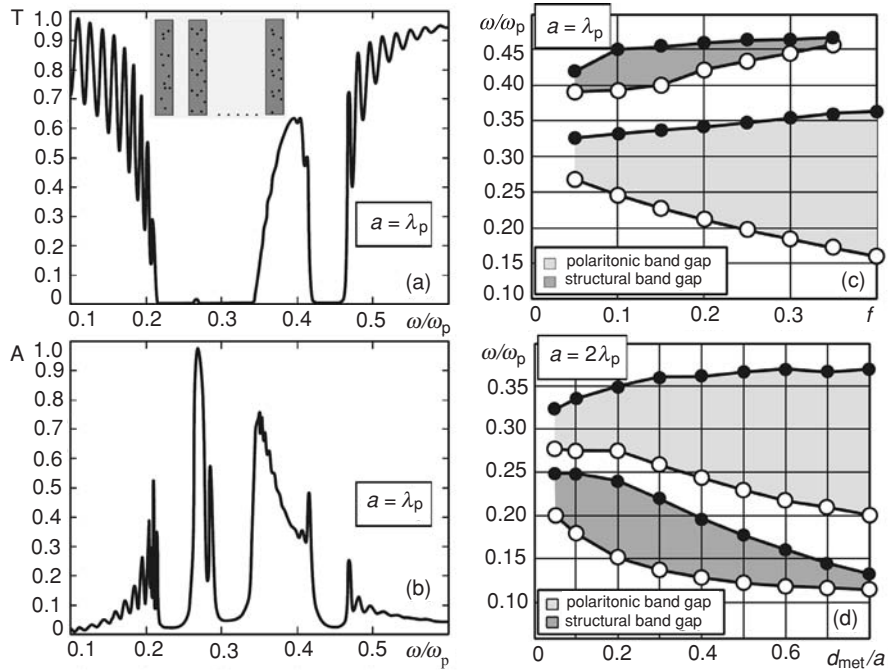 T
1.0
0.9
0.8
0.7
0.6
0.5
0.4
0.3
0.2
0.1
0
a = λp
(a)
0.1 0.2 0.3 0.4 0.5 ω/ωp
A
1.0
0.9
0.8
0.7
0.6
0.5
0.4
0.3
0.2
0.1
0
a = λp
(b)
0.1 0.2 0.3 0.4 0.5 ω/ωp
ω/ωp
a = λp
0.45
0.40
0.35
0.30
0.25
0.20
0.15
0.10
polaritonic band gap
structural band gap
(c)
0 0.1 0.2 0.3 f
ω/ωp
a = 2λp
0.35
0.30
0.25
0.20
0.15
0.10
polaritonic band gap
structural band gap
(d)
0 0.2 0.4 0.6 dmet/a